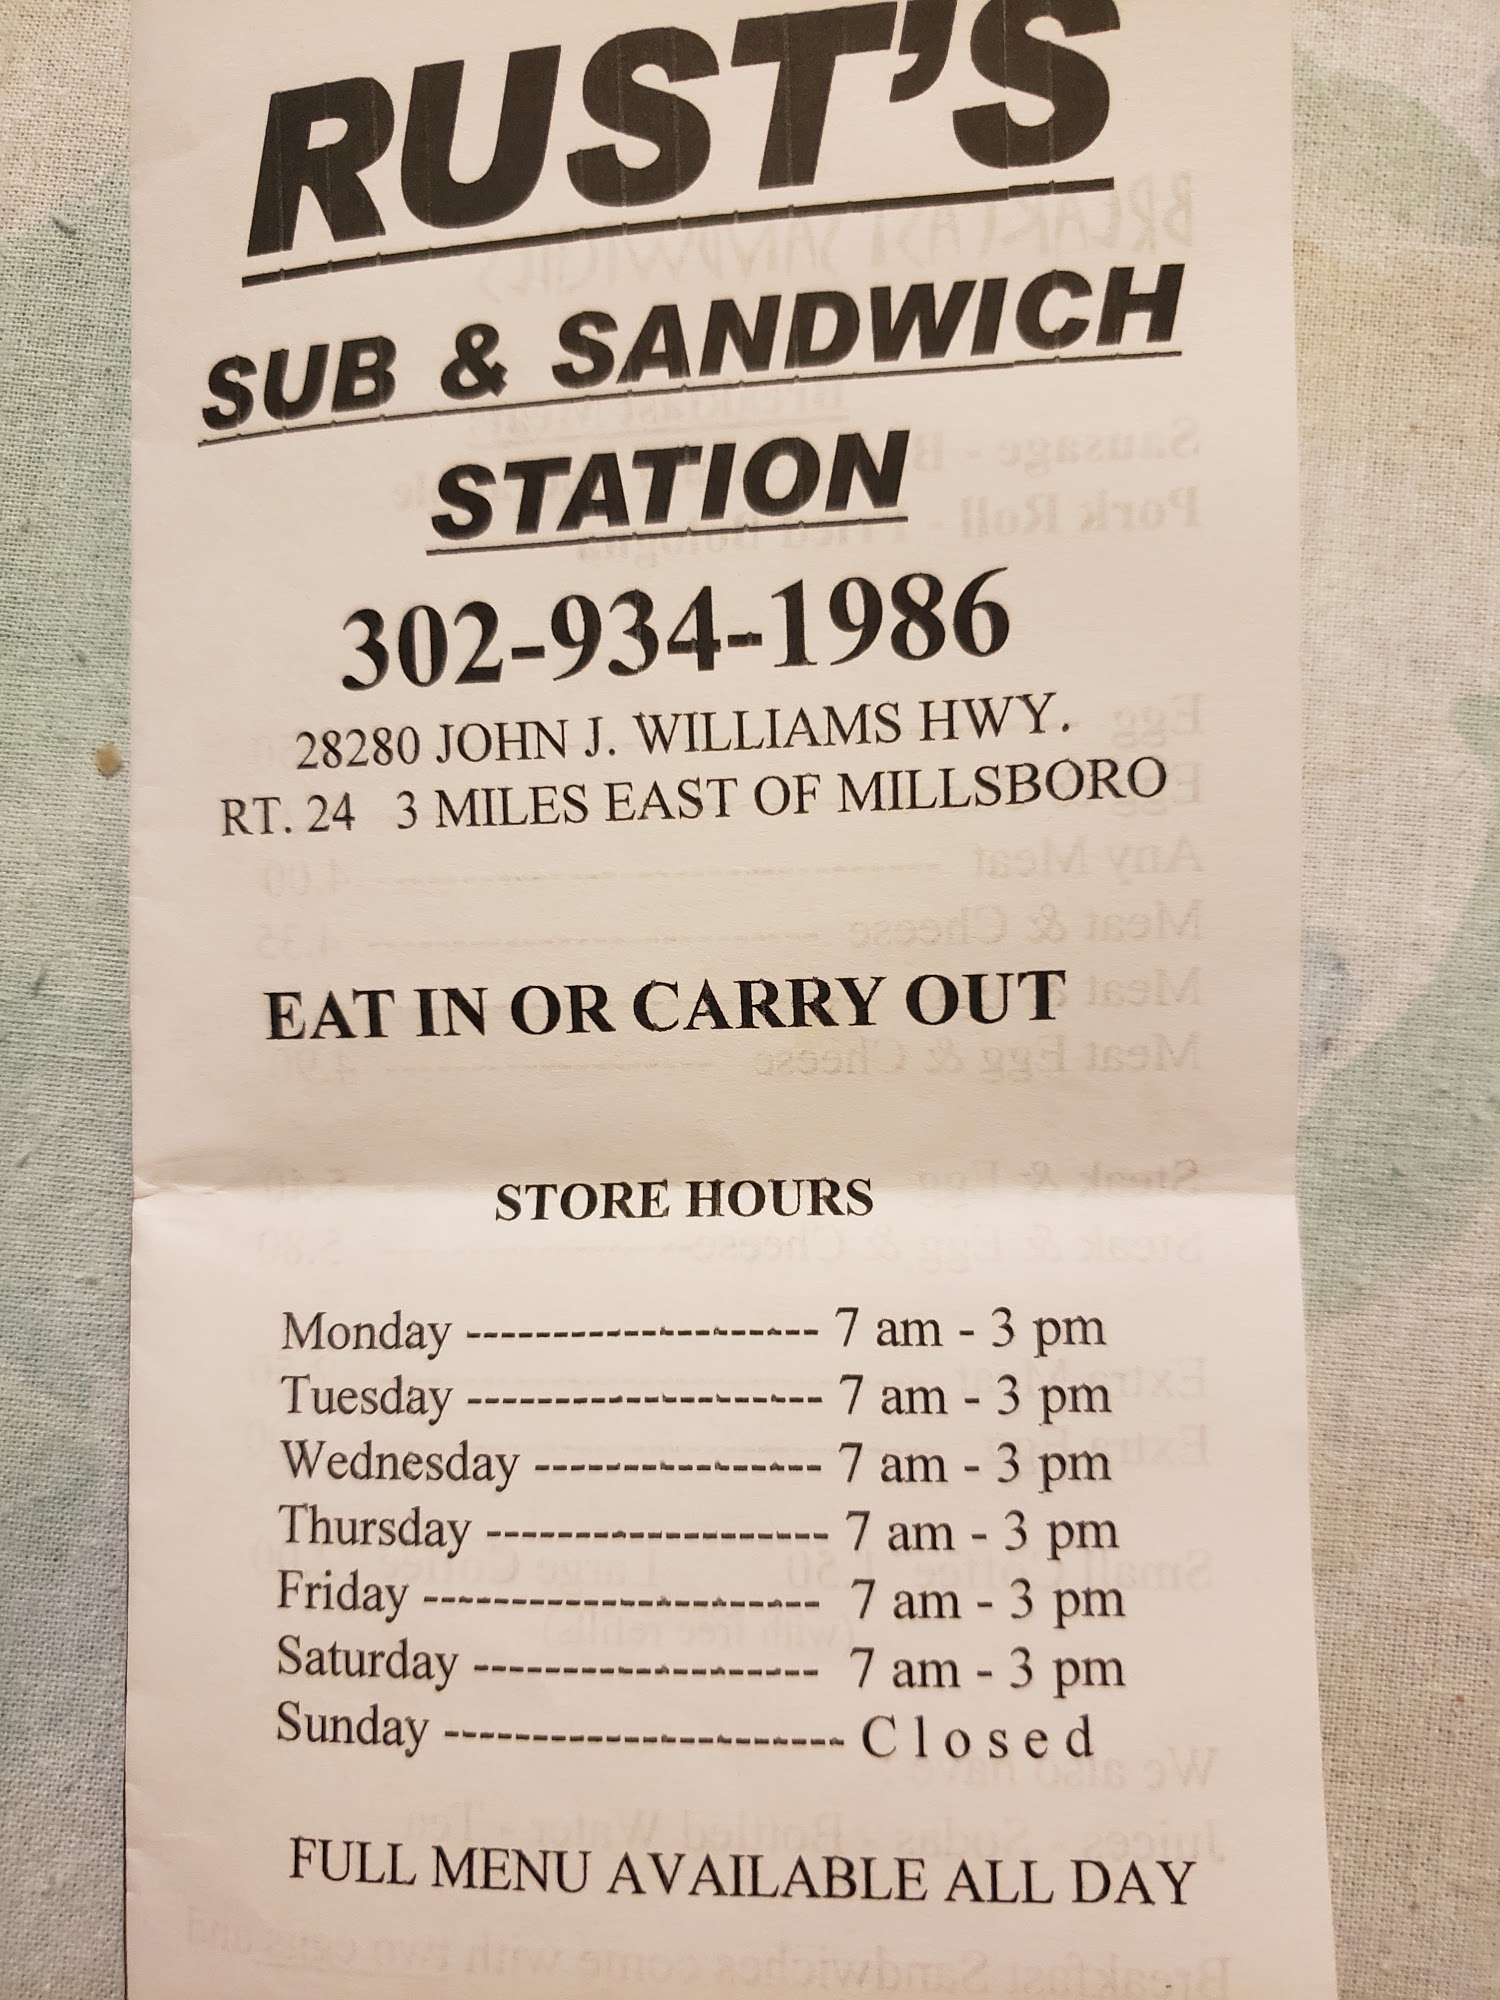 RUST'S
SUB & SANDWICH
STATION
302-934-1986
28280 JOHN J. WILLIAMS HWY.
RT. 24 3 MILES EAST OF MILLSBORO
EAT IN OR CARRY OUT
STORE HOURS
Monday -------------------- 7 am - 3 pm
Tuesday -------------------- 7 am - 3 pm
Wednesday ---------------- 7 am - 3 pm
Thursday ------------------- 7 am - 3 pm
Friday ---------------------- 7 am - 3 pm
Saturday ------------------- 7 am - 3 pm
Sunday ---------------------- Closed
FULL MENU AVAILABLE ALL DAY